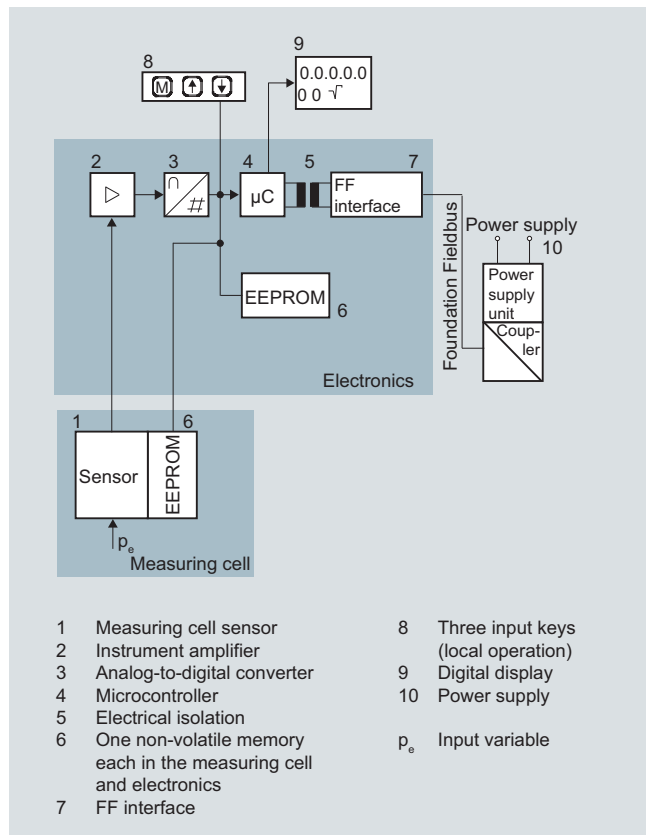 9
8
0.0.0.0.0
0 0 √
M
2
3
4
5
7
µC
FF
interface
Foundation Fieldbus
Power supply
10
Power
supply
unit
Coup-
ler
EEPROM
6
Electronics
1
6
Sensor
EEPROM
pe
Measuring cell
1 Measuring cell sensor
2 Instrument amplifier
3 Analog-to-digital converter
4 Microcontroller
5 Electrical isolation
6 One non-volatile memory
each in the measuring cell
and electronics
7 FF interface
8 Three input keys
(local operation)
9 Digital display
10 Power supply
pe Input variable